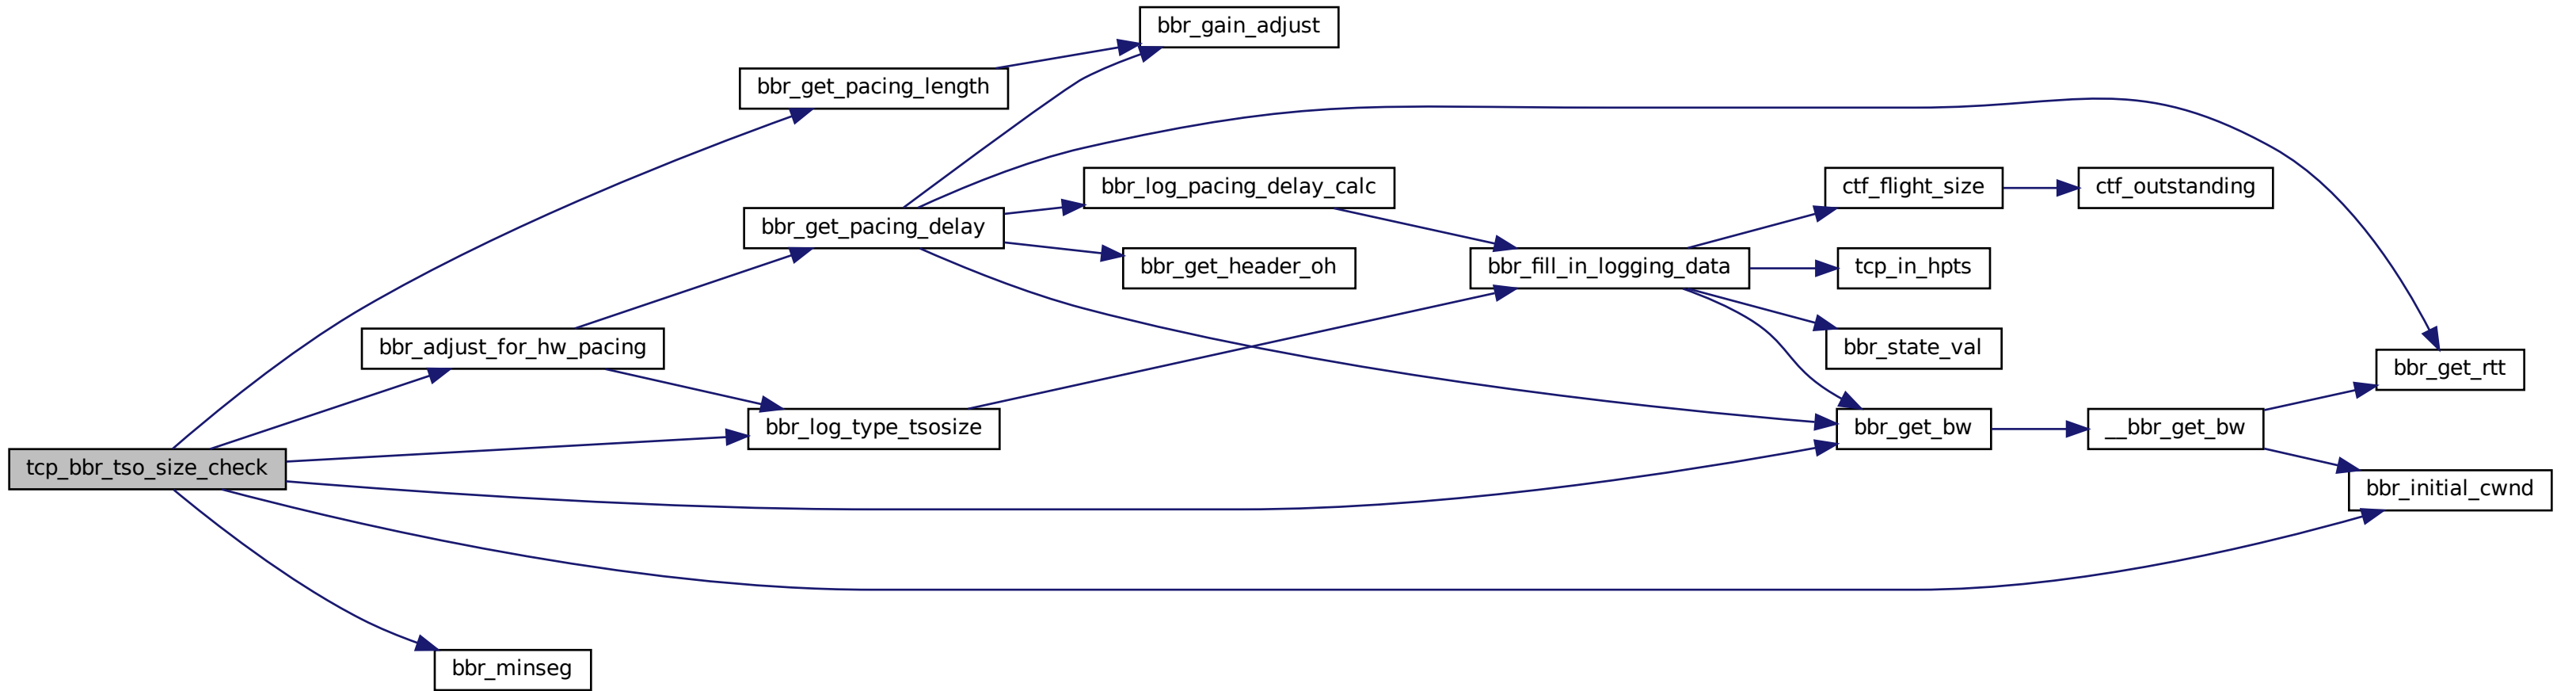 bbr_gain_adjust
bbr_get_pacing_length
bbr_log_pacing_delay_calc
ctf_flight_size
ctf_outstanding
bbr_get_pacing_delay
bbr_get_header_oh
bbr_fill_in_logging_data
tcp_in_hpts
bbr_adjust_for_hw_pacing
bbr_state_val
bbr_get_rtt
bbr_log_type_tsosize
bbr_get_bw
__bbr_get_bw
tcp_bbr_tso_size_check
bbr_initial_cwnd
bbr_minseg